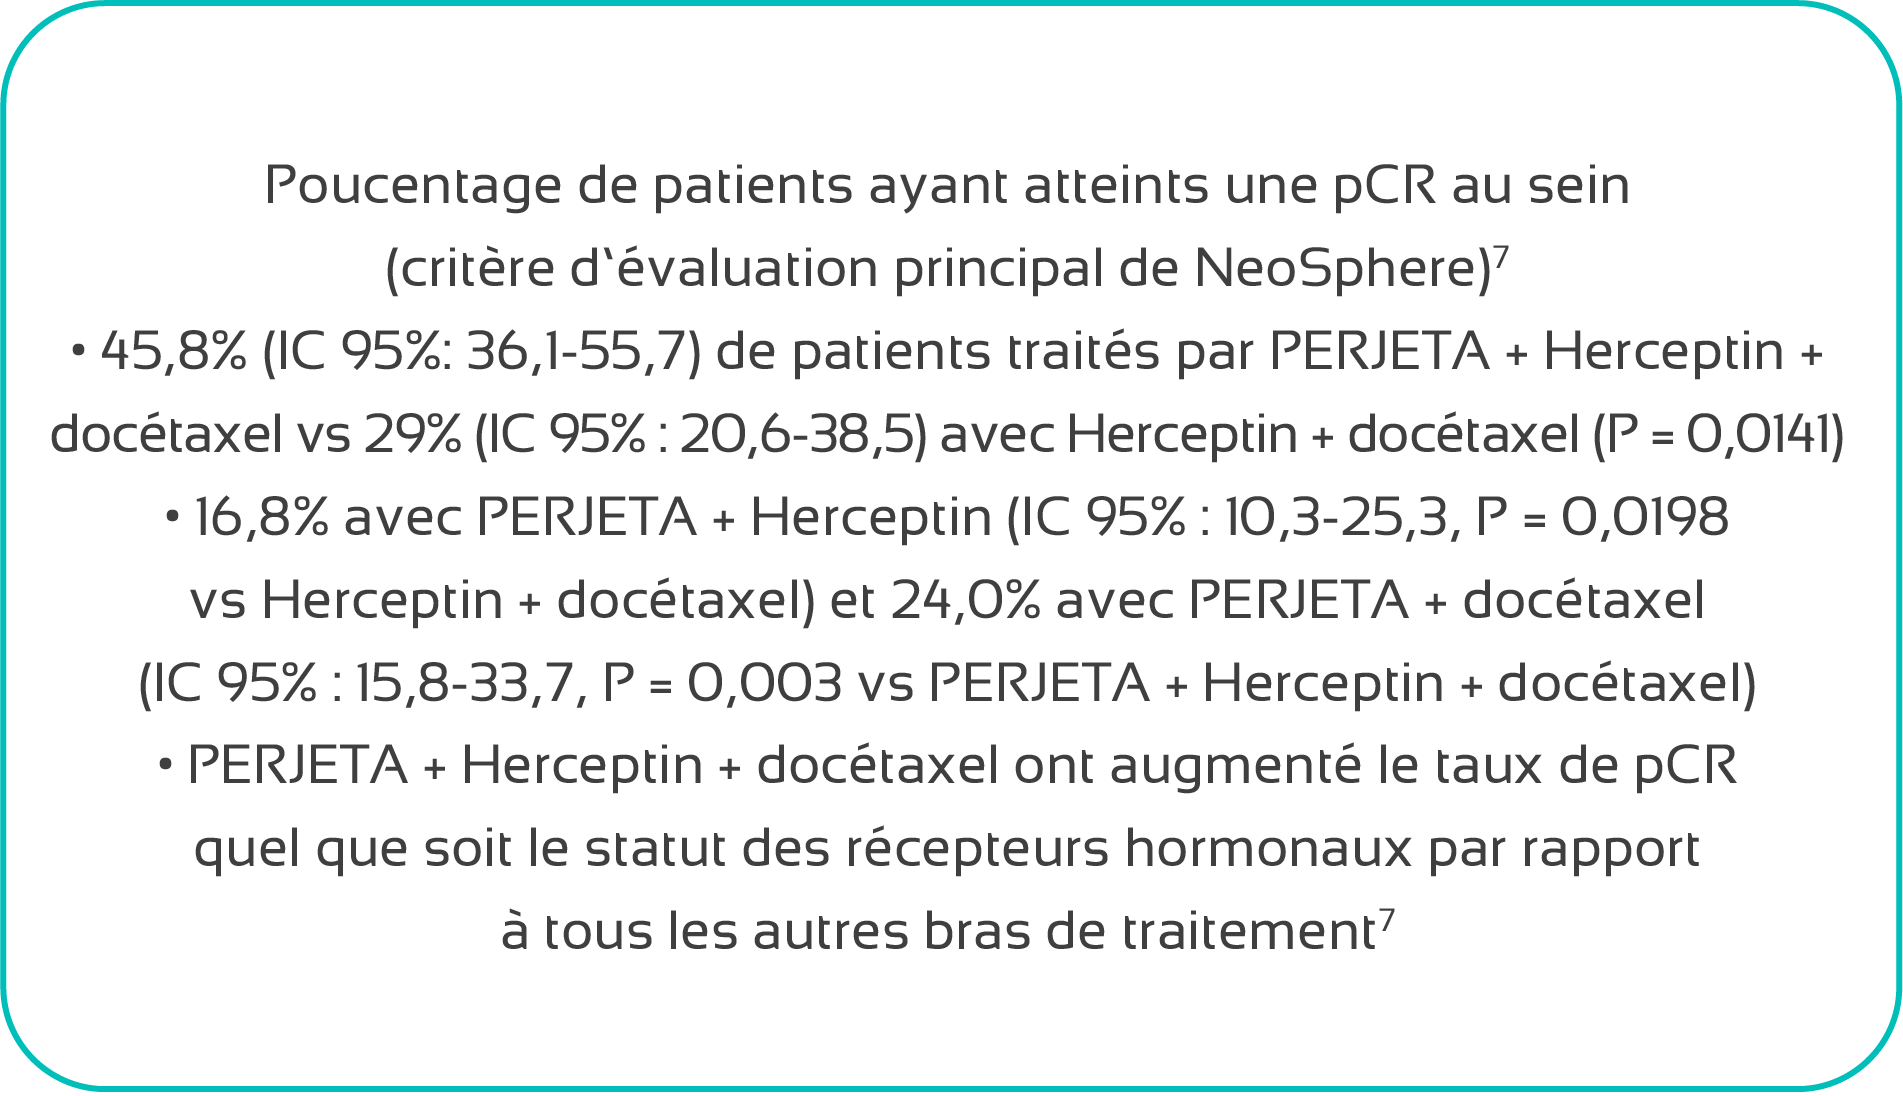 Poucentage de patients ayant atteints une pCR au sein
(critère d‘évaluation principal de NeoSphere)⁷
• 45,8% (IC 95%: 36,1-55,7) de patients traités par PERJETA + Herceptin +
docétaxel vs 29% (IC 95% : 20,6-38,5) avec Herceptin + docétaxel (P = 0,0141)
• 16,8% avec PERJETA + Herceptin (IC 95% : 10,3-25,3, P = 0,0198
vs Herceptin + docétaxel) et 24,0% avec PERJETA + docétaxel
(IC 95% : 15,8-33,7, P = 0,003 vs PERJETA + Herceptin + docétaxel)
• PERJETA + Herceptin + docétaxel ont augmenté le taux de pCR
quel que soit le statut des récepteurs hormonaux par rapport
à tous les autres bras de traitement⁷